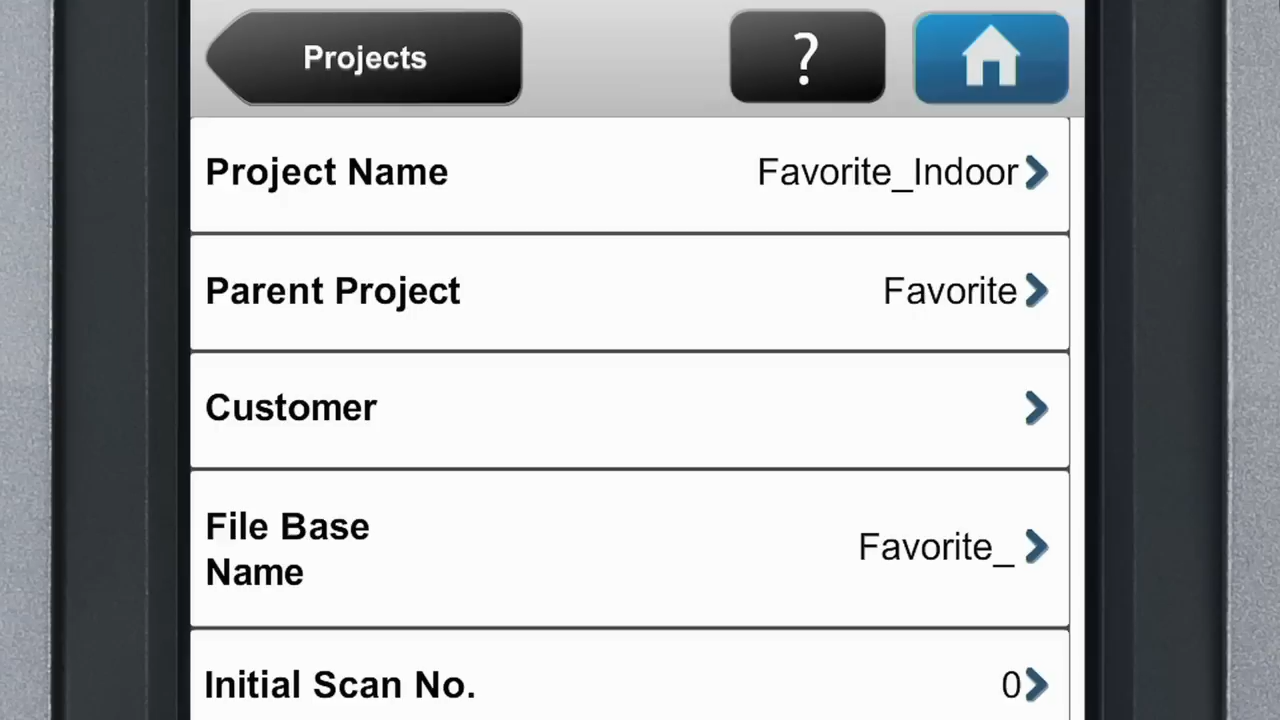 Projects
?
Project Name Favorite_Indoor
Parent Project Favorite
Customer
File Base
Name Favorite_
Initial Scan No. 0